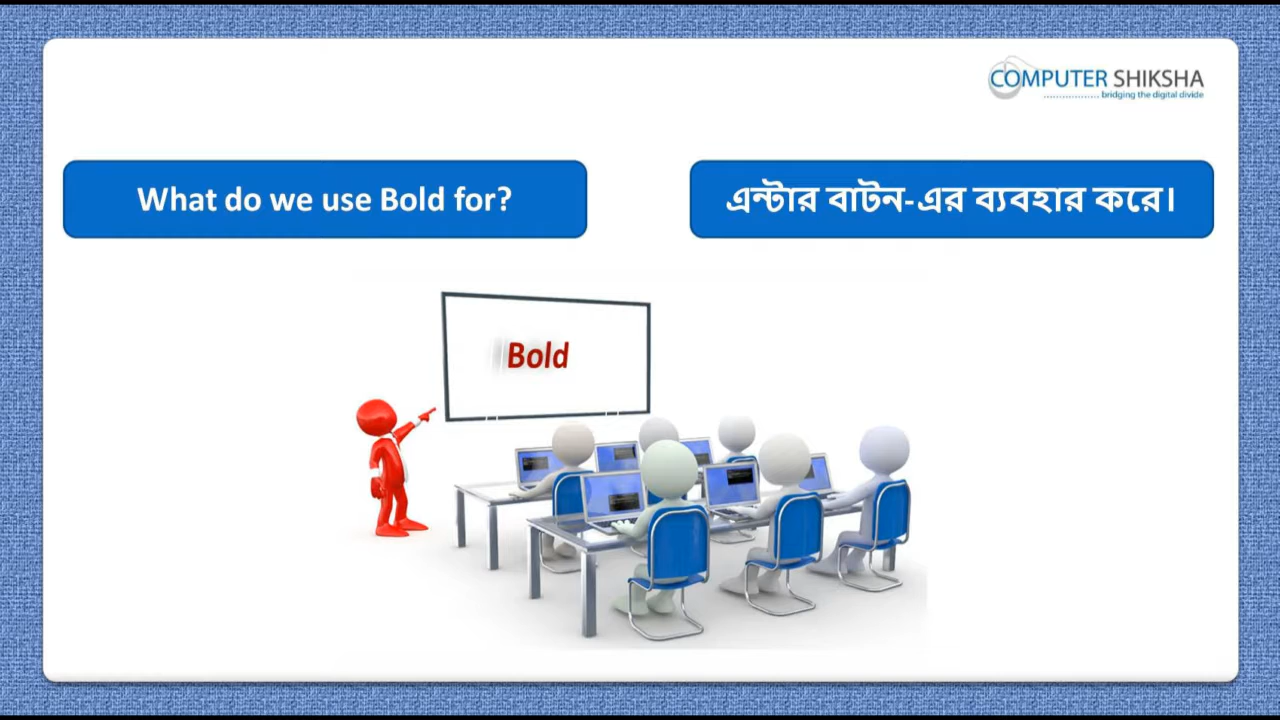 COMPUTER SHIKSHA
bridging the digital divide
What do we use Bold for?
এন্টার বাটন-এর ব্যবহার করে।
Bold